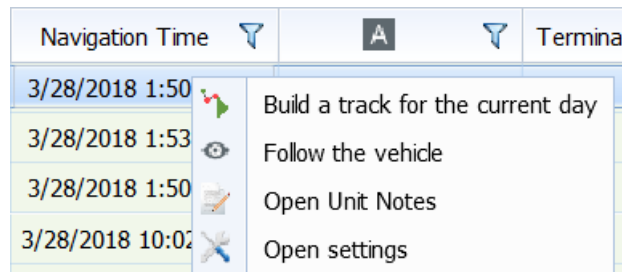 Navigation Time A Termina
3/28/2018 1:50
Build a track for the current day
3/28/2018 1:53
Follow the vehicle
3/28/2018 1:50
Open Unit Notes
3/28/2018 10:02
Open settings